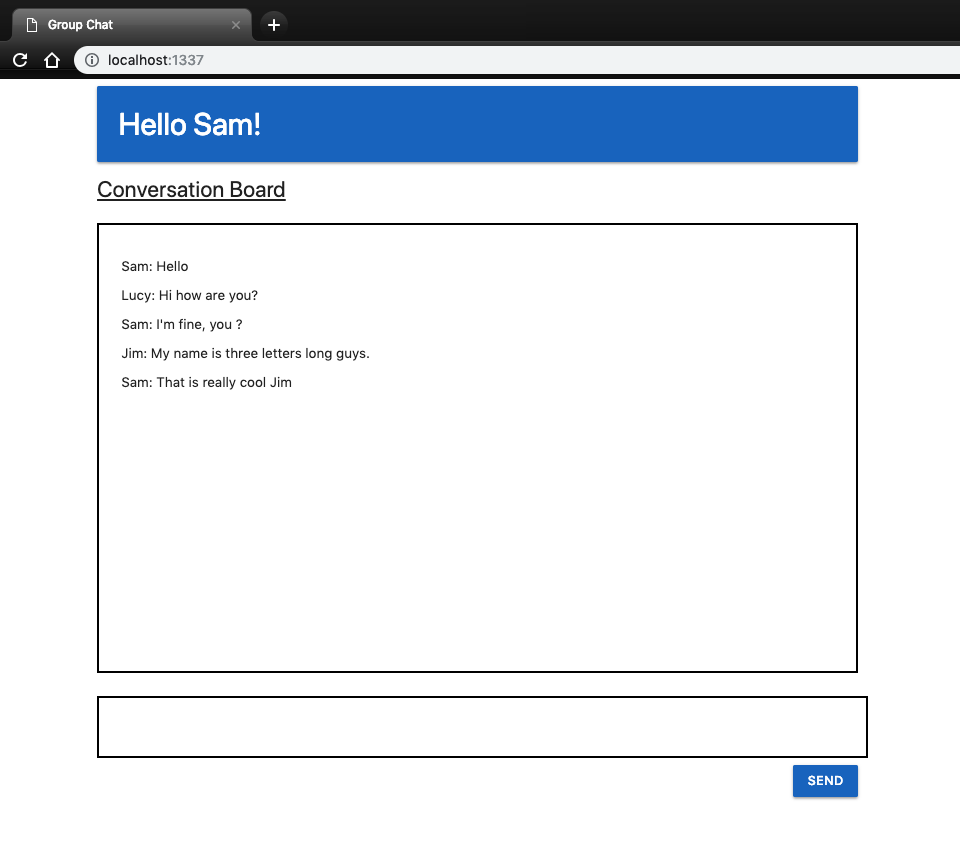 Group Chat
localhost:1337
Hello Sam!
Conversation Board
Sam: Hello
Lucy: Hi how are you?
Sam: I'm fine, you ?
Jim: My name is three letters long guys.
Sam: That is really cool Jim
SEND